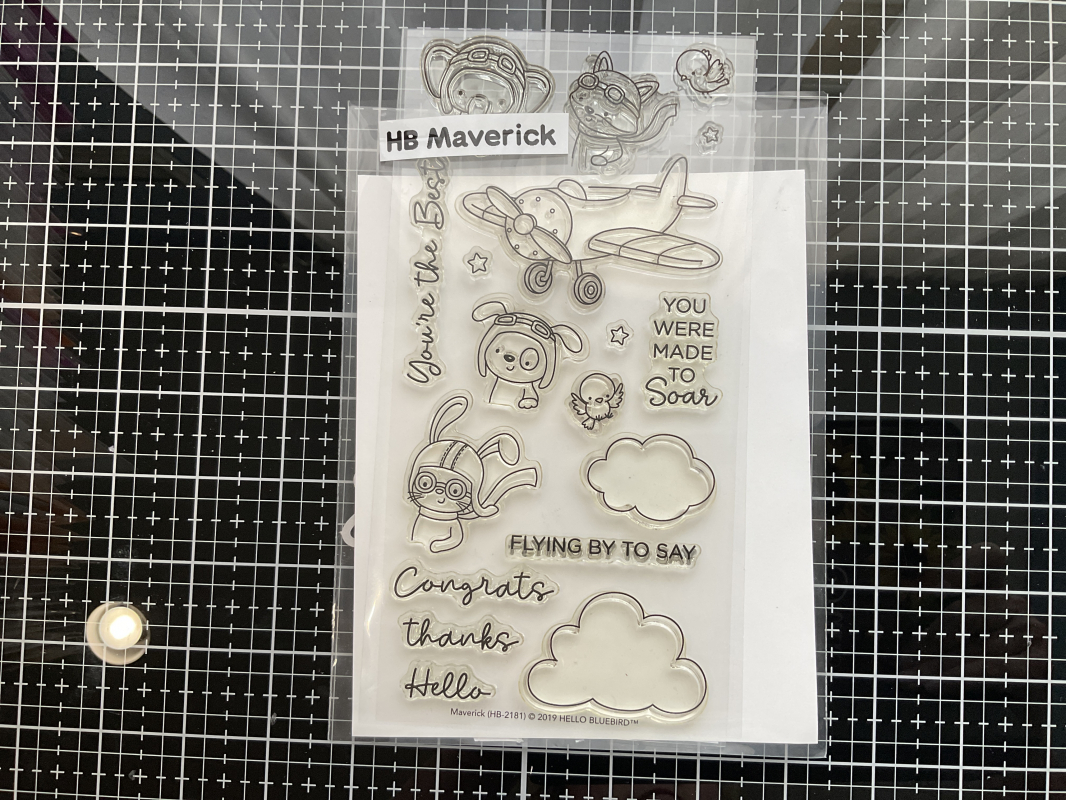 HB Maverick
You're the Best
YOU
WERE
MADE
TO
Soar
FLYING BY TO SAY
Congrats
thanks
Hello
Maverick (HB-2181) © 2019 HELLO BLUEBIRD™